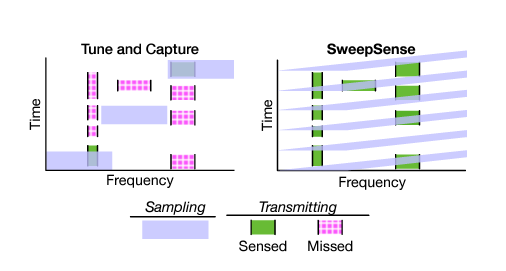 Tune and Capture
SweepSense
Time
Time
Frequency
Frequency
Sampling
Transmitting
Sensed
Missed